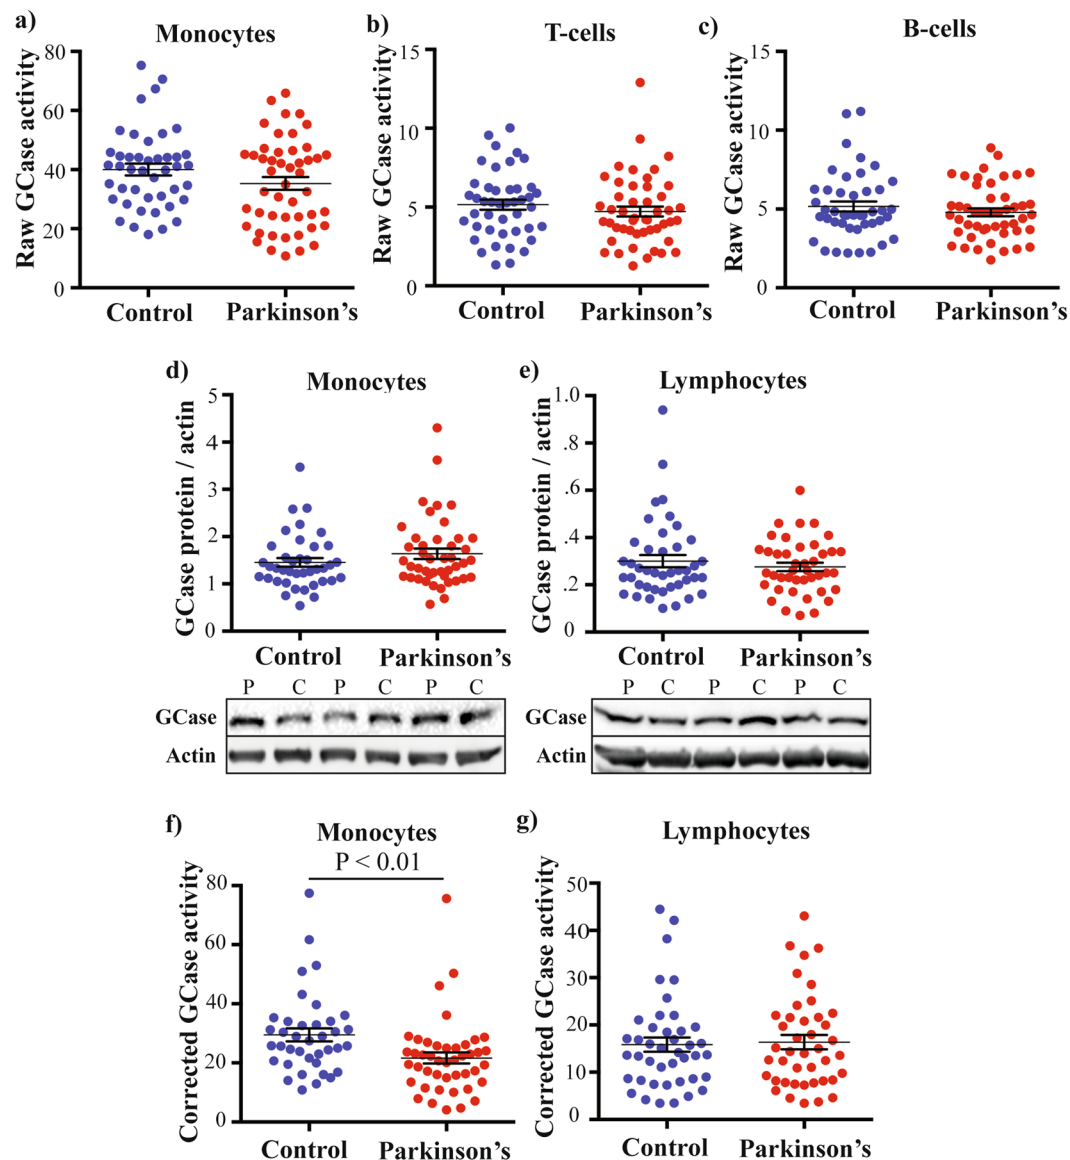 a)
Monocytes
Raw GCase activity
80
60
40
20
0
Control
Parkinson's
b)
T-cells
Raw GCase activity
15
10
5
0
Control
Parkinson's
c)
B-cells
Raw GCase activity
15
10
5
0
Control
Parkinson's
d)
Monocytes
GCase protein / actin
5
4
3
2
1
0
Control
Parkinson's
P C P C P C
GCase
Actin
e)
Lymphocytes
GCase protein / actin
1.0
.8
.6
.4
.2
0
Control
Parkinson's
P C P C P C
GCase
Actin
f)
Monocytes
P < 0.01
Corrected GCase activity
80
60
40
20
0
Control
Parkinson's
g)
Lymphocytes
Corrected GCase activity
50
40
30
20
10
0
Control
Parkinson's